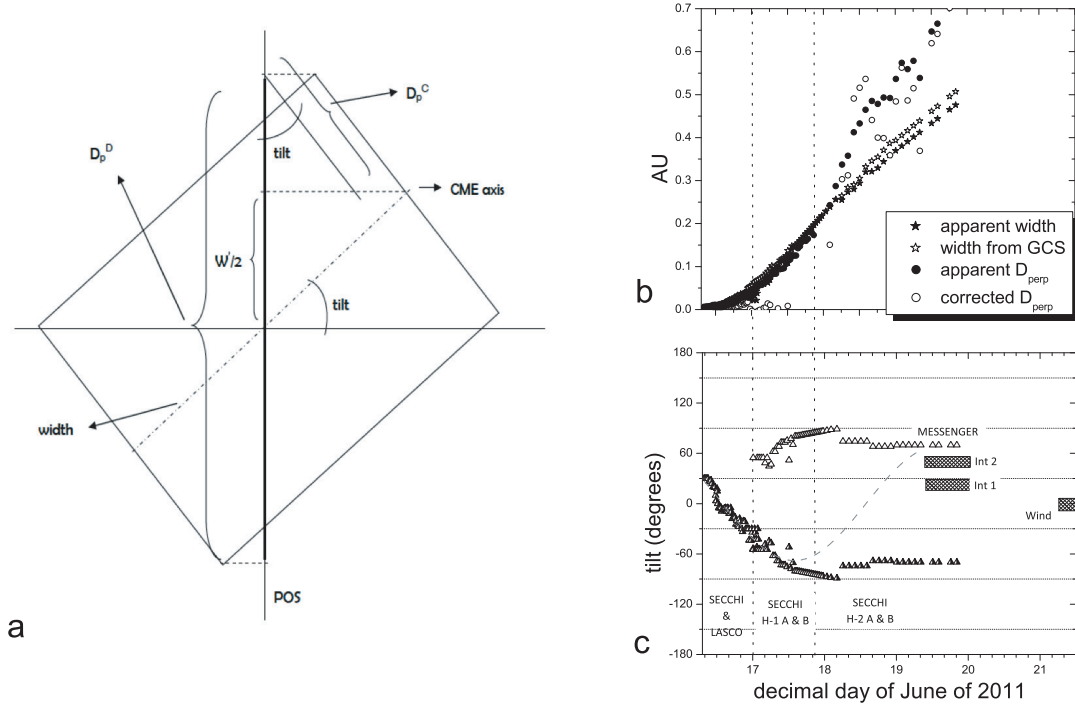 D_p^C
D_p^D
tilt
CME axis
W'/2
tilt
width
POS
a
0.7
0.6
0.5
0.4
0.3
0.2
0.1
0.0
AU
apparent width
width from GCS
apparent D_perp
corrected D_perp
b
180
120
60
0
-60
-120
-180
tilt (degrees)
MESSENGER
Int 2
Int 1
Wind
SECCHI
&
LASCO
SECCHI
H-1 A & B
SECCHI
H-2 A & B
c
17 18 19 20 21
decimal day of June of 2011